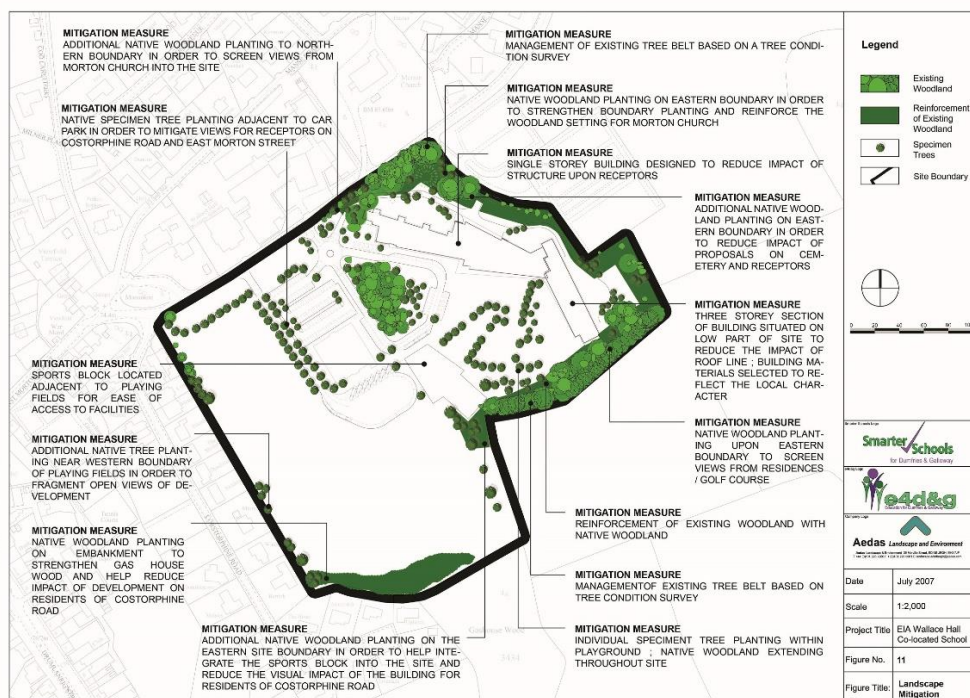 MITIGATION MEASURE
ADDITIONAL NATIVE WOODLAND PLANTING TO NORTH-
ERN BOUNDARY IN ORDER TO SCREEN VIEWS FROM
MORTON CHURCH INTO THE SITE
MITIGATION MEASURE
NATIVE SPECIMEN TREE PLANTING ADJACENT TO CAR
PARK IN ORDER TO MITIGATE VIEWS FOR RECEPTORS ON
COSTORPHINE ROAD AND EAST MORTON STREET
MITIGATION MEASURE
SPORTS BLOCK LOCATED
ADJACENT TO PLAYING
FIELDS FOR EASE OF
ACCESS TO FACILITIES
MITIGATION MEASURE
ADDITIONAL NATIVE TREE PLANT-
ING NEAR WESTERN BOUNDARY
OF PLAYING FIELDS IN ORDER TO
FRAGMENT OPEN VIEWS OF DE-
VELOPMENT
MITIGATION MEASURE
NATIVE WOODLAND PLANTING
ON EMBANKMENT TO
STRENGTHEN GAS HOUSE
WOOD AND HELP REDUCE
IMPACT OF DEVELOPMENT ON
RESIDENTS OF COSTORPHINE
ROAD
MITIGATION MEASURE
ADDITIONAL NATIVE WOODLAND PLANTING ON THE
EASTERN SITE BOUNDARY IN ORDER TO HELP INTE-
GRATE THE SPORTS BLOCK INTO THE SITE AND
REDUCE THE VISUAL IMPACT OF THE BUILDING FOR
RESIDENTS OF COSTORPHINE ROAD
MITIGATION MEASURE
MANAGEMENT OF EXISTING TREE BELT BASED ON A TREE CONDI-
TION SURVEY
MITIGATION MEASURE
NATIVE WOODLAND PLANTING ON EASTERN BOUNDARY IN ORDER
TO STRENGTHEN BOUNDARY PLANTING AND REINFORCE THE
WOODLAND SETTING FOR MORTON CHURCH
MITIGATION MEASURE
SINGLE STOREY BUILDING DESIGNED TO REDUCE IMPACT OF
STRUCTURE UPON RECEPTORS
MITIGATION MEASURE
ADDITIONAL NATIVE WOOD-
LAND PLANTING ON EAST-
ERN BOUNDARY IN ORDER
TO REDUCE IMPACT OF
PROPOSALS ON CEM-
ETERY AND RECEPTORS
MITIGATION MEASURE
THREE STOREY SECTION
OF BUILDING SITUATED ON
LOW PART OF SITE TO
REDUCE THE IMPACT OF
ROOF LINE ; BUILDING MA-
TERIALS SELECTED TO RE-
FLECT THE LOCAL CHAR-
ACTER
MITIGATION MEASURE
NATIVE WOODLAND PLANT-
ING UPON EASTERN
BOUNDARY TO SCREEN
VIEWS FROM RESIDENCES
/ GOLF COURSE
MITIGATION MEASURE
REINFORCEMENT OF EXISTING WOODLAND WITH
NATIVE WOODLAND
MITIGATION MEASURE
MANAGEMENTOF EXISTING TREE BELT BASED ON
TREE CONDITION SURVEY
MITIGATION MEASURE
INDIVIDUAL SPECIMENT TREE PLANTING WITHIN
PLAYGROUND ; NATIVE WOODLAND EXTENDING
THROUGHOUT SITE
Legend
Existing
Woodland
Reinforcement
of Existing
Woodland
Specimen
Trees
Site Boundary
Smarter Schools
for Dumfries & Galloway
e4d&g
Aedas Landscape and Environment
Date July 2007
Scale 1:2,000
Project Title EIA Wallace Hall
Co-located School
Figure No. 11
Figure Title: Landscape
Mitigation